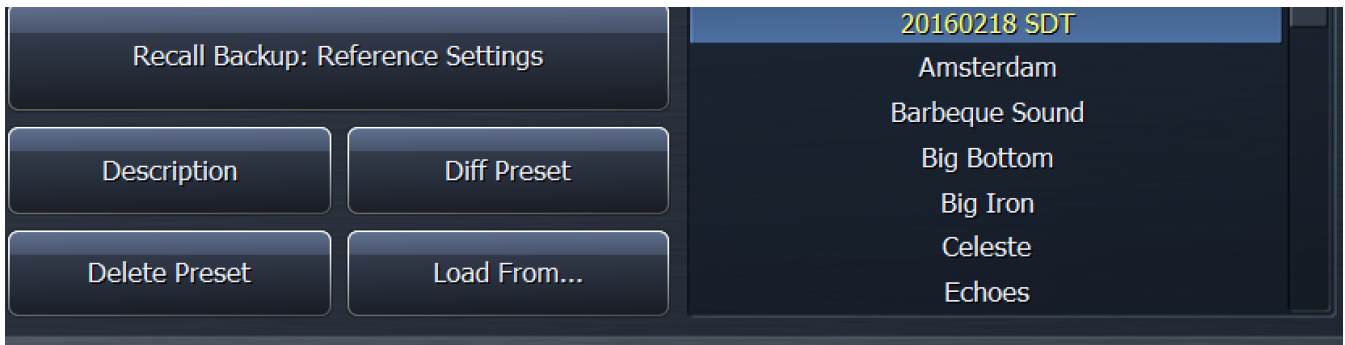 Recall Backup: Reference Settings
Description
Diff Preset
Delete Preset
Load From...
20160218 SDT
Amsterdam
Barbeque Sound
Big Bottom
Big Iron
Celeste
Echoes